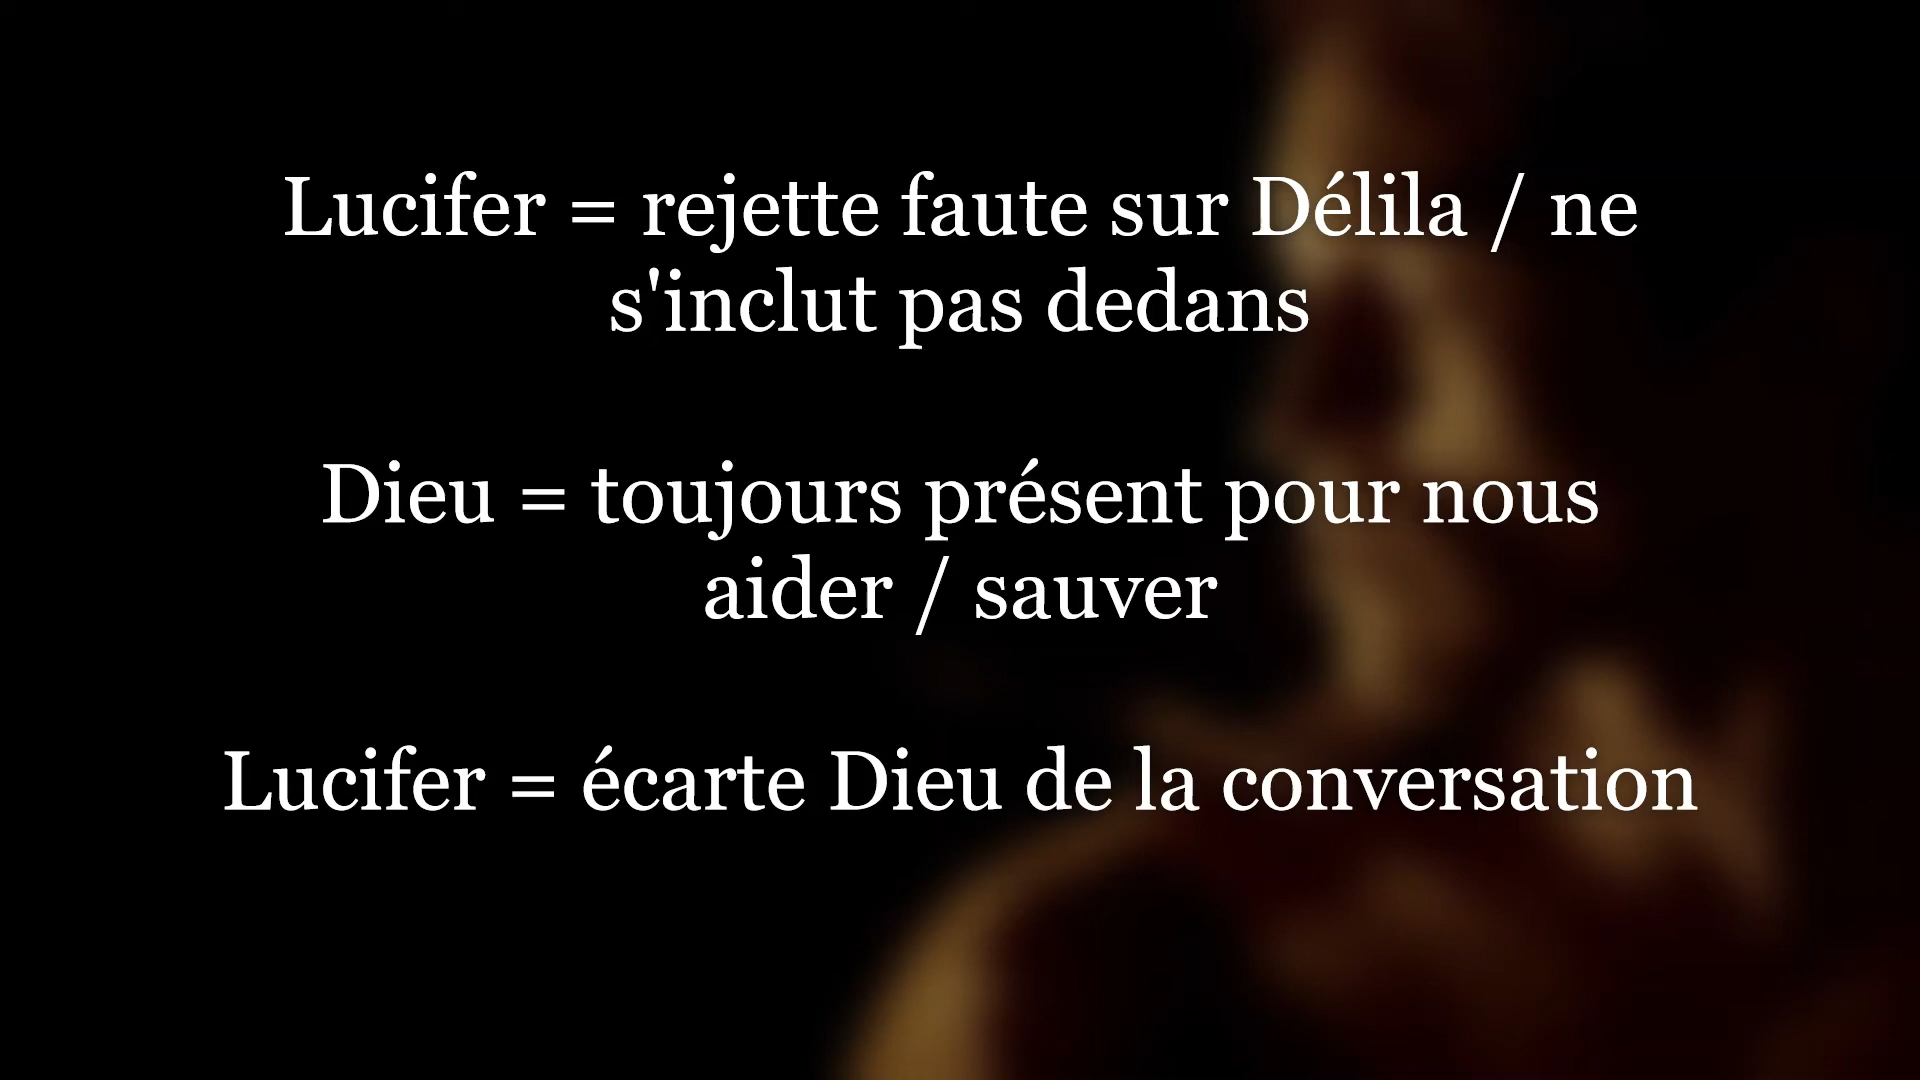 Lucifer = rejette faute sur Délila / ne
s'inclut pas dedans
Dieu = toujours présent pour nous
aider / sauver
Lucifer = écarte Dieu de la conversation